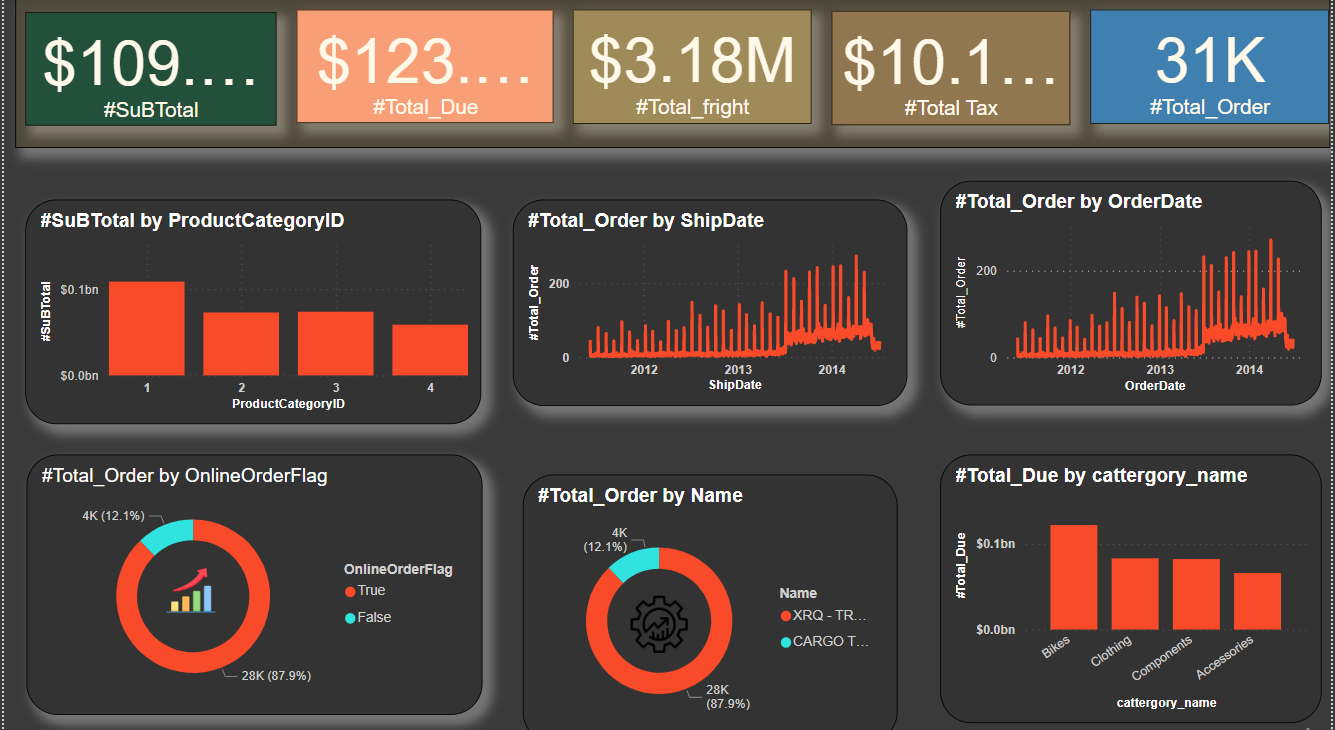 $109....
#SuBTotal
$123....
#Total_Due
$3.18M
#Total_fright
$10.1...
#Total Tax
31K
#Total_Order
#SuBTotal by ProductCategoryID
#SuBTotal
$0.1bn
$0.0bn
1 2 3 4
ProductCategoryID
#Total_Order by ShipDate
#Total_Order
200
0
2012 2013 2014
ShipDate
#Total_Order by OrderDate
#Total_Order
200
0
2012 2013 2014
OrderDate
#Total_Order by OnlineOrderFlag
4K (12.1%)
28K (87.9%)
OnlineOrderFlag
True
False
#Total_Order by Name
4K
(12.1%)
28K
(87.9%)
Name
XRQ - TR...
CARGO T...
#Total_Due by cattergory_name
#Total_Due
$0.1bn
$0.0bn
Bikes
Clothing
Components
Accessories
cattergory_name